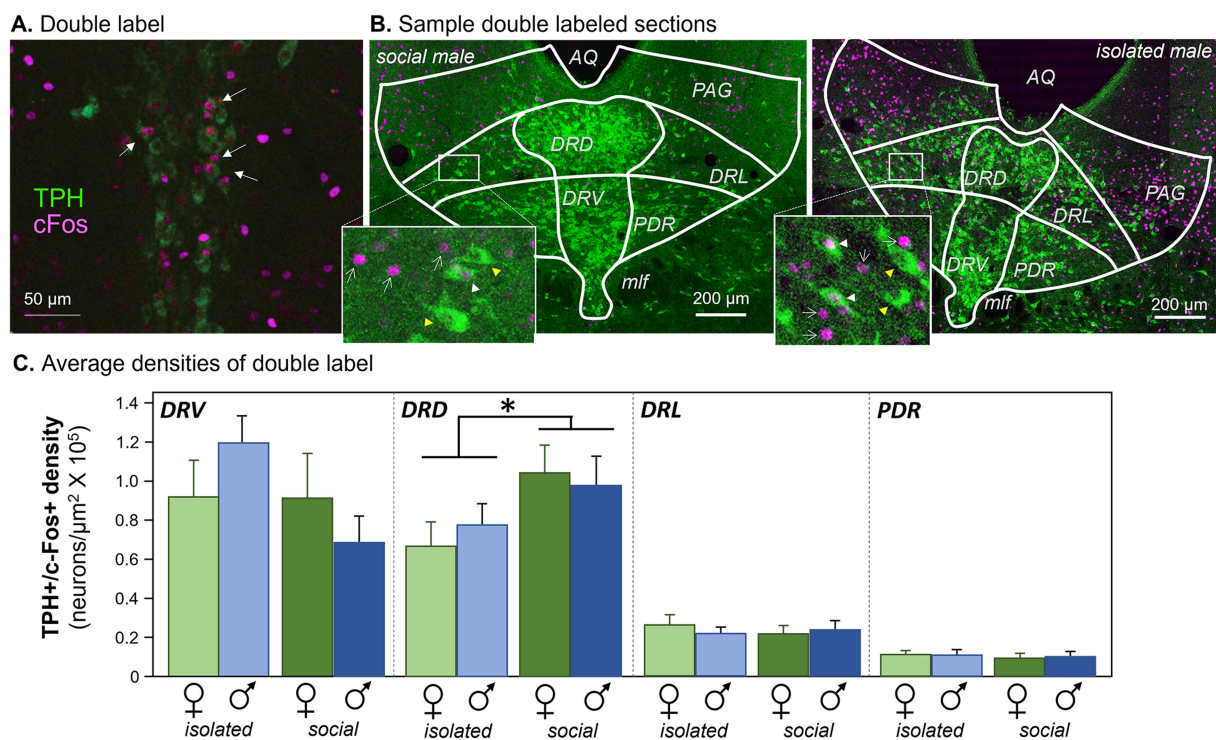 A. Double label
TPH
cFos
50 µm
B. Sample double labeled sections
social male
AQ
PAG
DRD
DRL
DRV
PDR
mlf
200 µm
isolated male
AQ
DRD
PAG
DRL
DRV
PDR
mlf
200 µm
C. Average densities of double label
TPH+/c-Fos+ density
(neurons/µm² X 10⁵)
1.4
1.2
1.0
0.8
0.6
0.4
0.2
0
DRV
DRD
DRL
PDR
*
♀ ♂ ♀ ♂ ♀ ♂ ♀ ♂ ♀ ♂ ♀ ♂ ♀ ♂ ♀ ♂
isolated social isolated social isolated social isolated social